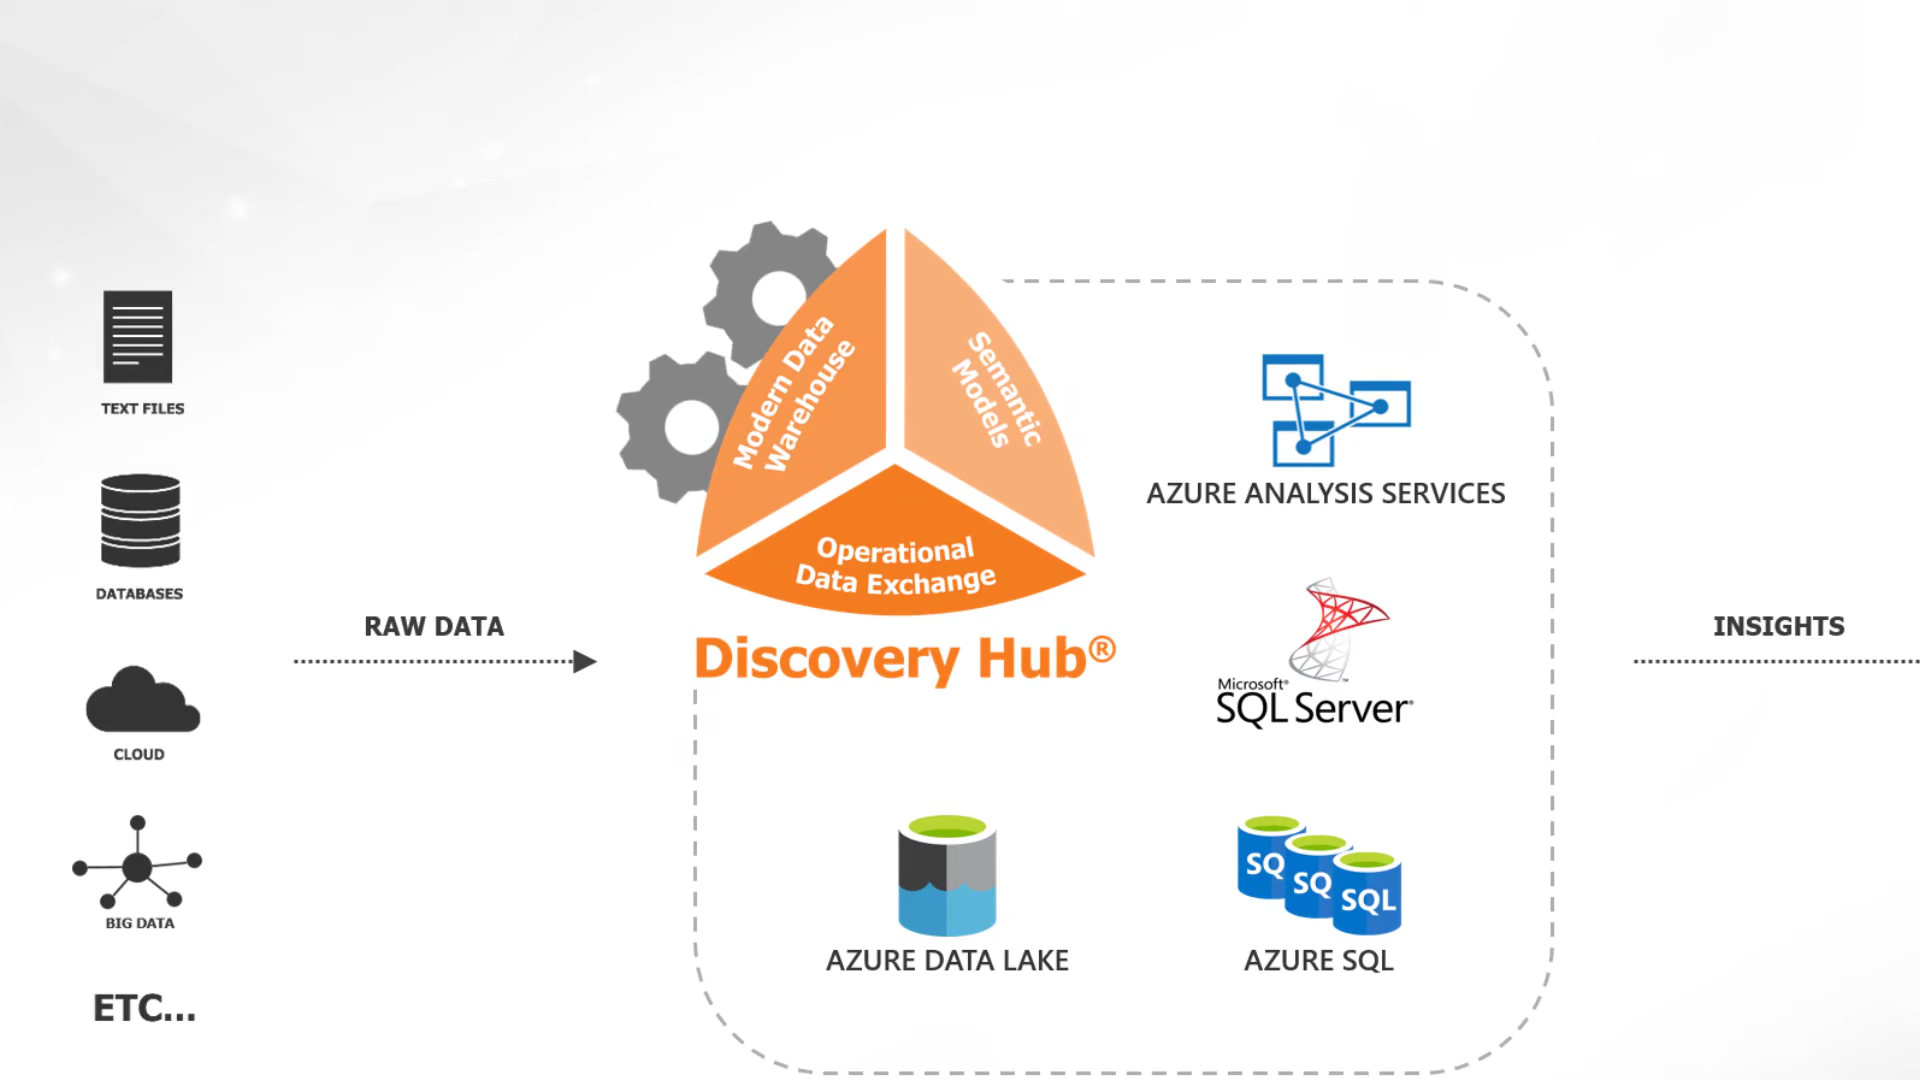 TEXT FILES
DATABASES
CLOUD
BIG DATA
ETC...
RAW DATA
Modern Data
Warehouse
Semantic
Models
Operational
Data Exchange
Discovery Hub®
AZURE ANALYSIS SERVICES
Microsoft®
SQL Server®
AZURE DATA LAKE
SQ
SQ
SQL
AZURE SQL
INSIGHTS